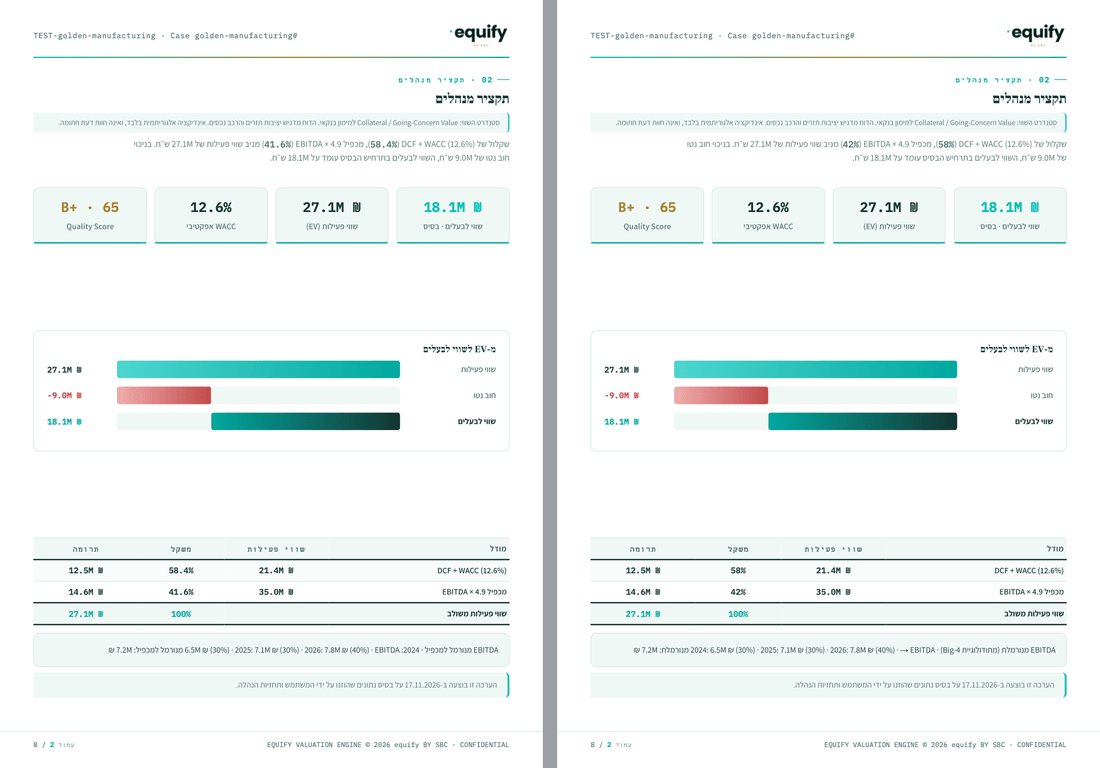 TEST-golden-manufacturing · Case golden-manufacturing#
equify
BY SBC
02 · תקציר מנהלים
תקציר מנהלים
סטנדרט השווי: Collateral / Going-Concern Value למימון בנקאי. הדוח מדגיש יציבות תזרים והרכב נכסים. אינדיקציה אלגוריתמית בלבד, ואינה חוות דעת חתומה.
שקלול של DCF + WACC (12.6%) (58.4%), מכפיל EBITDA × 4.9 (41.6%) מניב שווי פעילות של 27.1M ש״ח. בניכוי
חוב נטו של 9.0M ש״ח, השווי לבעלים בתרחיש הבסיס עומד על 18.1M ש״ח.
18.1M ₪
שווי לבעלים · בסיס
27.1M ₪
שווי פעילות (EV)
12.6%
WACC אפקטיבי
B+ · 65
Quality Score
מ-EV לשווי לבעלים
שווי פעילות 27.1M ₪
חוב נטו -9.0M ₪
שווי לבעלים 18.1M ₪
מודל שווי פעילות משקל תרומה
DCF + WACC (12.6%) 21.4M ₪ 58.4% 12.5M ₪
מכפיל EBITDA × 4.9 35.0M ₪ 41.6% 14.6M ₪
שווי פעילות משולב 100% 27.1M ₪
EBITDA מנורמל למכפיל · 2024: EBITDA · 2026: 7.8M ₪ (40%) · 2025: 7.1M ₪ (30%) · 6.5M ₪ (30%) מנורמל למכפיל: 7.2M ₪
הערכה זו בוצעה ב-17.11.2026 על בסיס נתונים שהוזנו על ידי המשתמש ותחזיות הנהלה.
עמוד 2 / 8
EQUIFY VALUATION ENGINE © 2026 equify BY SBC · CONFIDENTIAL
TEST-golden-manufacturing · Case golden-manufacturing#
equify
BY SBC
02 · תקציר מנהלים
תקציר מנהלים
סטנדרט השווי: Collateral / Going-Concern Value למימון בנקאי. הדוח מדגיש יציבות תזרים והרכב נכסים. אינדיקציה אלגוריתמית בלבד, ואינה חוות דעת חתומה.
שקלול של DCF + WACC (12.6%) (58%), מכפיל EBITDA × 4.9 (42%) מניב שווי פעילות של 27.1M ש״ח. בניכוי חוב נטו
של 9.0M ש״ח, השווי לבעלים בתרחיש הבסיס עומד על 18.1M ש״ח.
18.1M ₪
שווי לבעלים · בסיס
27.1M ₪
שווי פעילות (EV)
12.6%
WACC אפקטיבי
B+ · 65
Quality Score
מ-EV לשווי לבעלים
שווי פעילות 27.1M ₪
חוב נטו -9.0M ₪
שווי לבעלים 18.1M ₪
מודל שווי פעילות משקל תרומה
DCF + WACC (12.6%) 21.4M ₪ 58% 12.5M ₪
מכפיל EBITDA × 4.9 35.0M ₪ 42% 14.6M ₪
שווי פעילות משולב 100% 27.1M ₪
EBITDA מנורמלת (מתודולוגיית Big-4) · EBITDA ← · 2024: 6.5M ₪ (30%) · 2025: 7.1M ₪ (30%) · 2026: 7.8M ₪ (40%) מנורמלת: 7.2M ₪
הערכה זו בוצעה ב-17.11.2026 על בסיס נתונים שהוזנו על ידי המשתמש ותחזיות הנהלה.
עמוד 2 / 8
EQUIFY VALUATION ENGINE © 2026 equify BY SBC · CONFIDENTIAL